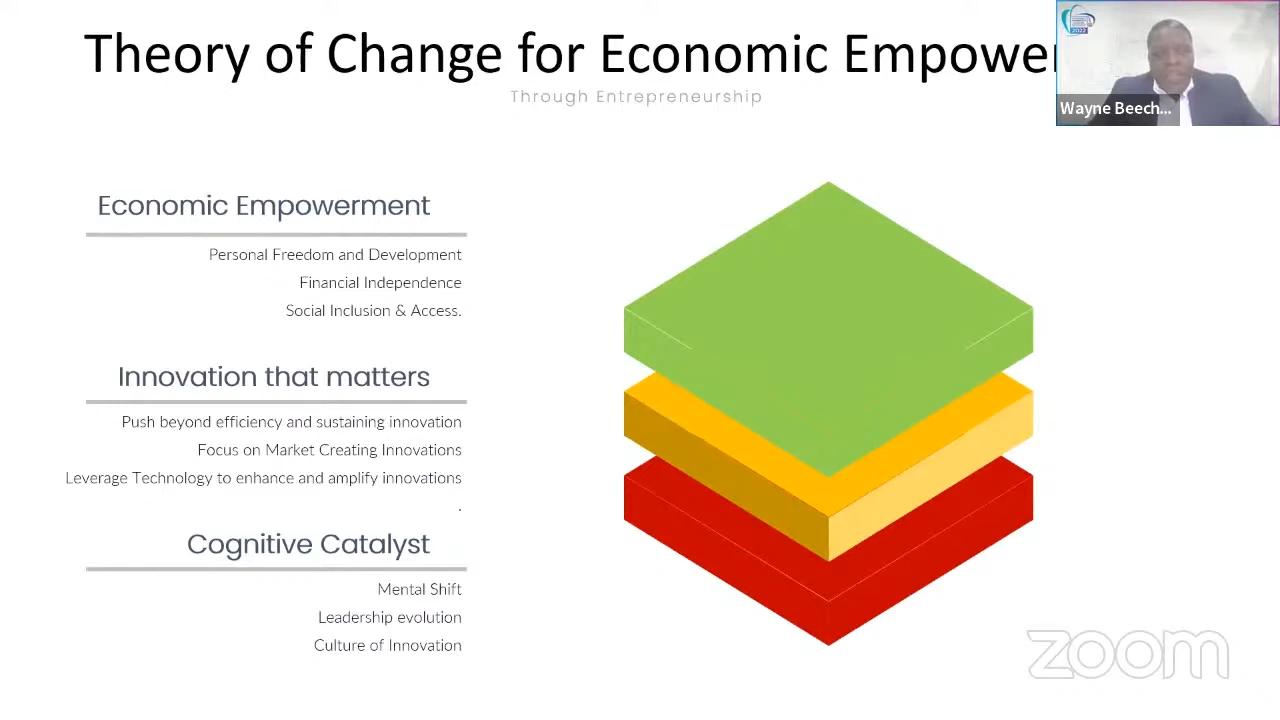 Theory of Change for Economic Empower
Through Entrepreneurship
Wayne Beech...
2022
Economic Empowerment
Personal Freedom and Development
Financial Independence
Social Inclusion & Access.
Innovation that matters
Push beyond efficiency and sustaining innovation
Focus on Market Creating Innovations
Leverage Technology to enhance and amplify innovations
.
Cognitive Catalyst
Mental Shift
Leadership evolution
Culture of Innovation
zoom